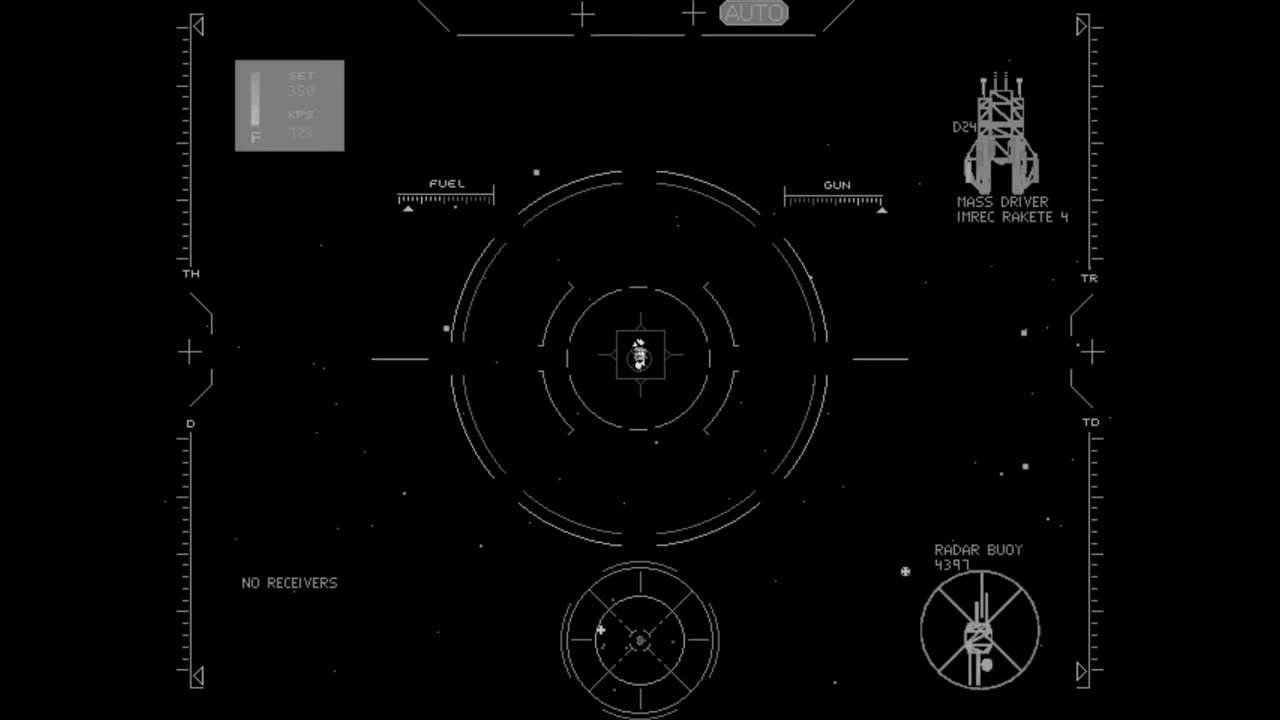 AUTO
SET
350
KPS
728
F
D24
FUEL
GUN
MASS DRIVER
IMREC RAKETE 4
TH
TR
D
TD
RADAR BUOY
4397
NO RECEIVERS